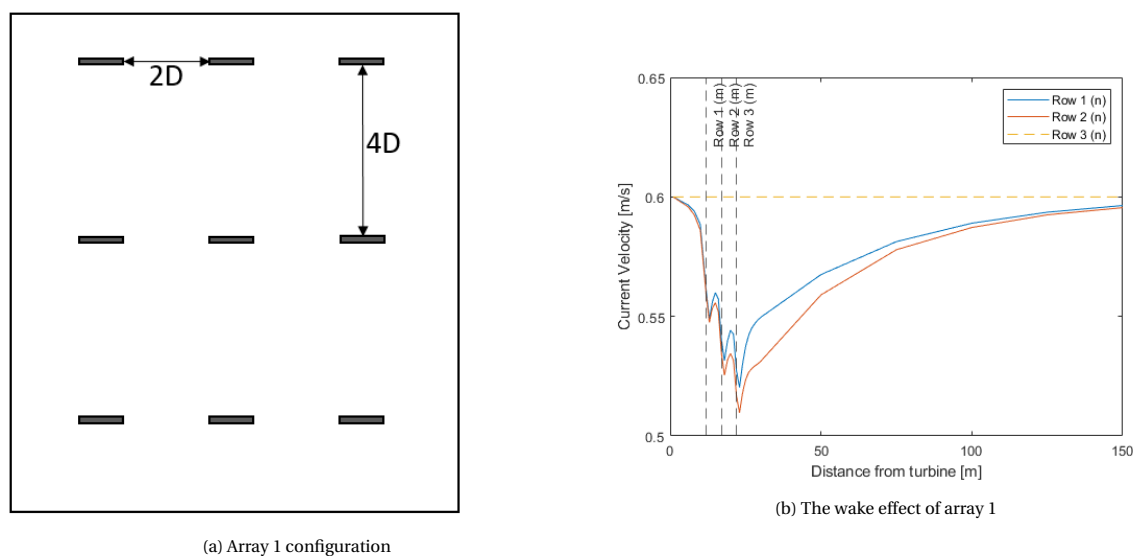 2D
4D
(a) Array 1 configuration
0.65
0.6
0.55
0.5
Current Velocity [m/s]
Row 1 (m)
Row 2 (m)
Row 3 (m)
Row 1 (n)
Row 2 (n)
Row 3 (n)
0
50
100
150
Distance from turbine [m]
(b) The wake effect of array 1